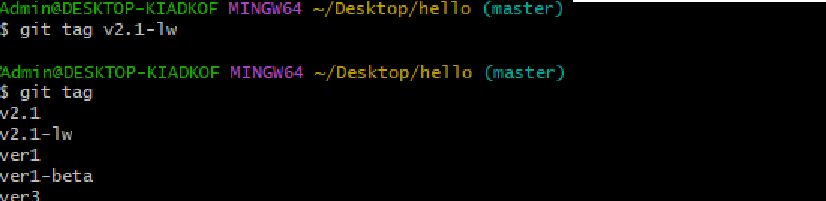 Admin@DESKTOP-KIADKOF MINGW64 ~/Desktop/hello (master)
$ git tag v2.1-lw
Admin@DESKTOP-KIADKOF MINGW64 ~/Desktop/hello (master)
$ git tag
v2.1
v2.1-lw
ver1
ver1-beta
ver3